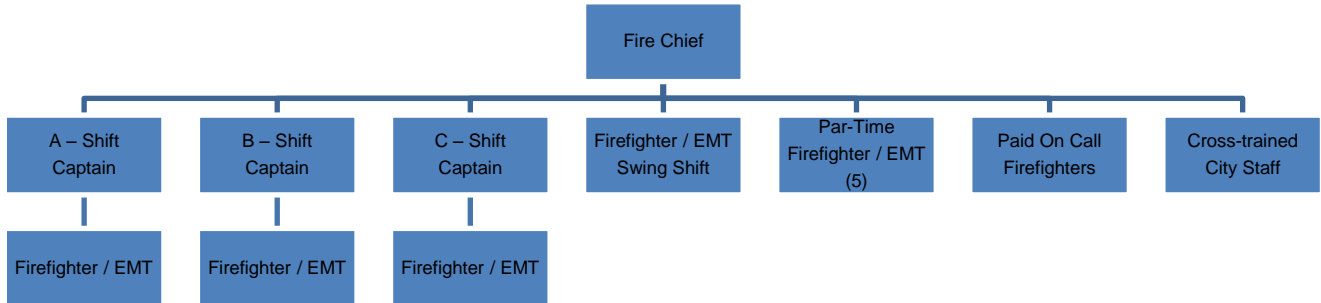 Fire Chief
A – Shift
Captain
B – Shift
Captain
C – Shift
Captain
Firefighter / EMT
Swing Shift
Par-Time
Firefighter / EMT
(5)
Paid On Call
Firefighters
Cross-trained
City Staff
Firefighter / EMT
Firefighter / EMT
Firefighter / EMT